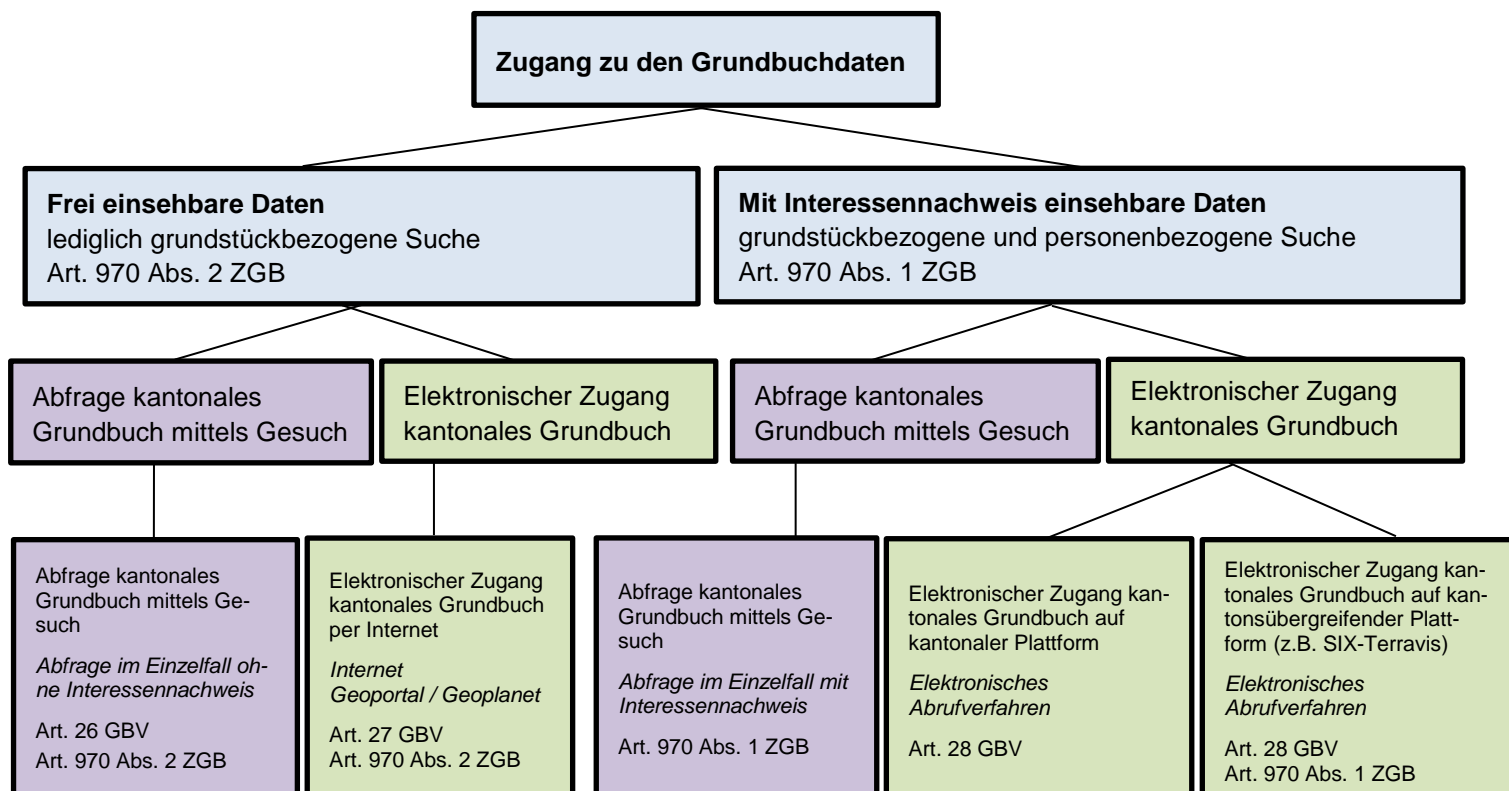 Zugang zu den Grundbuchdaten
Frei einsehbare Daten
lediglich grundstückbezogene Suche
Art. 970 Abs. 2 ZGB
Mit Interessennachweis einsehbare Daten
grundstückbezogene und personenbezogene Suche
Art. 970 Abs. 1 ZGB
Abfrage kantonales
Grundbuch mittels Gesuch
Elektronischer Zugang
kantonales Grundbuch
Abfrage kantonales
Grundbuch mittels Gesuch
Elektronischer Zugang
kantonales Grundbuch
Abfrage kantonales
Grundbuch mittels Ge-
such
Abfrage im Einzelfall oh-
ne Interessennachweis
Art. 26 GBV
Art. 970 Abs. 2 ZGB
Elektronischer Zugang
kantonales Grundbuch
per Internet
Internet
Geoportal / Geoplanet
Art. 27 GBV
Art. 970 Abs. 2 ZGB
Abfrage kantonales
Grundbuch mittels Ge-
such
Abfrage im Einzelfall mit
Interessennachweis
Art. 970 Abs. 1 ZGB
Elektronischer Zugang kan-
tonales Grundbuch auf
kantonaler Plattform
Elektronisches
Abrufverfahren
Art. 28 GBV
Elektronischer Zugang kan-
tonales Grundbuch auf kan-
tonsübergreifender Platt-
form (z.B. SIX-Terravis)
Elektronisches
Abrufverfahren
Art. 28 GBV
Art. 970 Abs. 1 ZGB